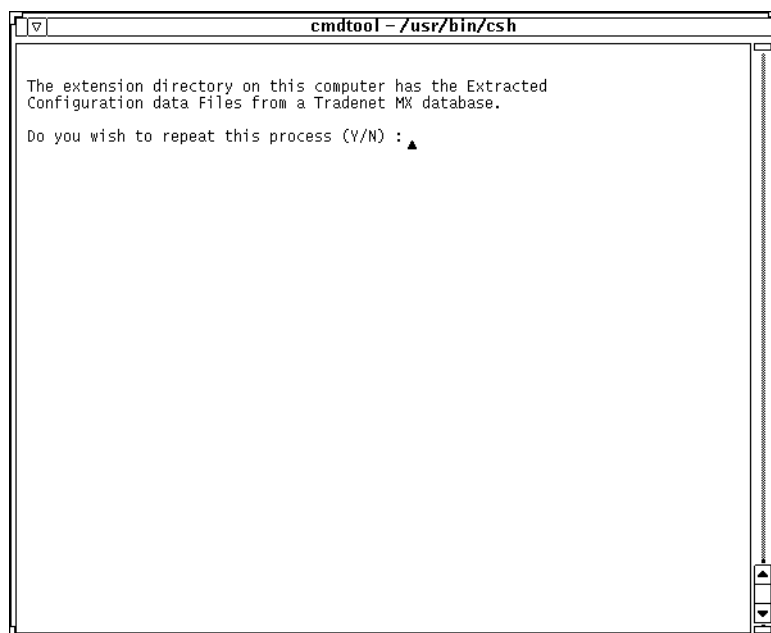 cmdtool – /usr/bin/csh
The extension directory on this computer has the Extracted
Configuration data Files from a Tradenet MX database.
Do you wish to repeat this process (Y/N) :